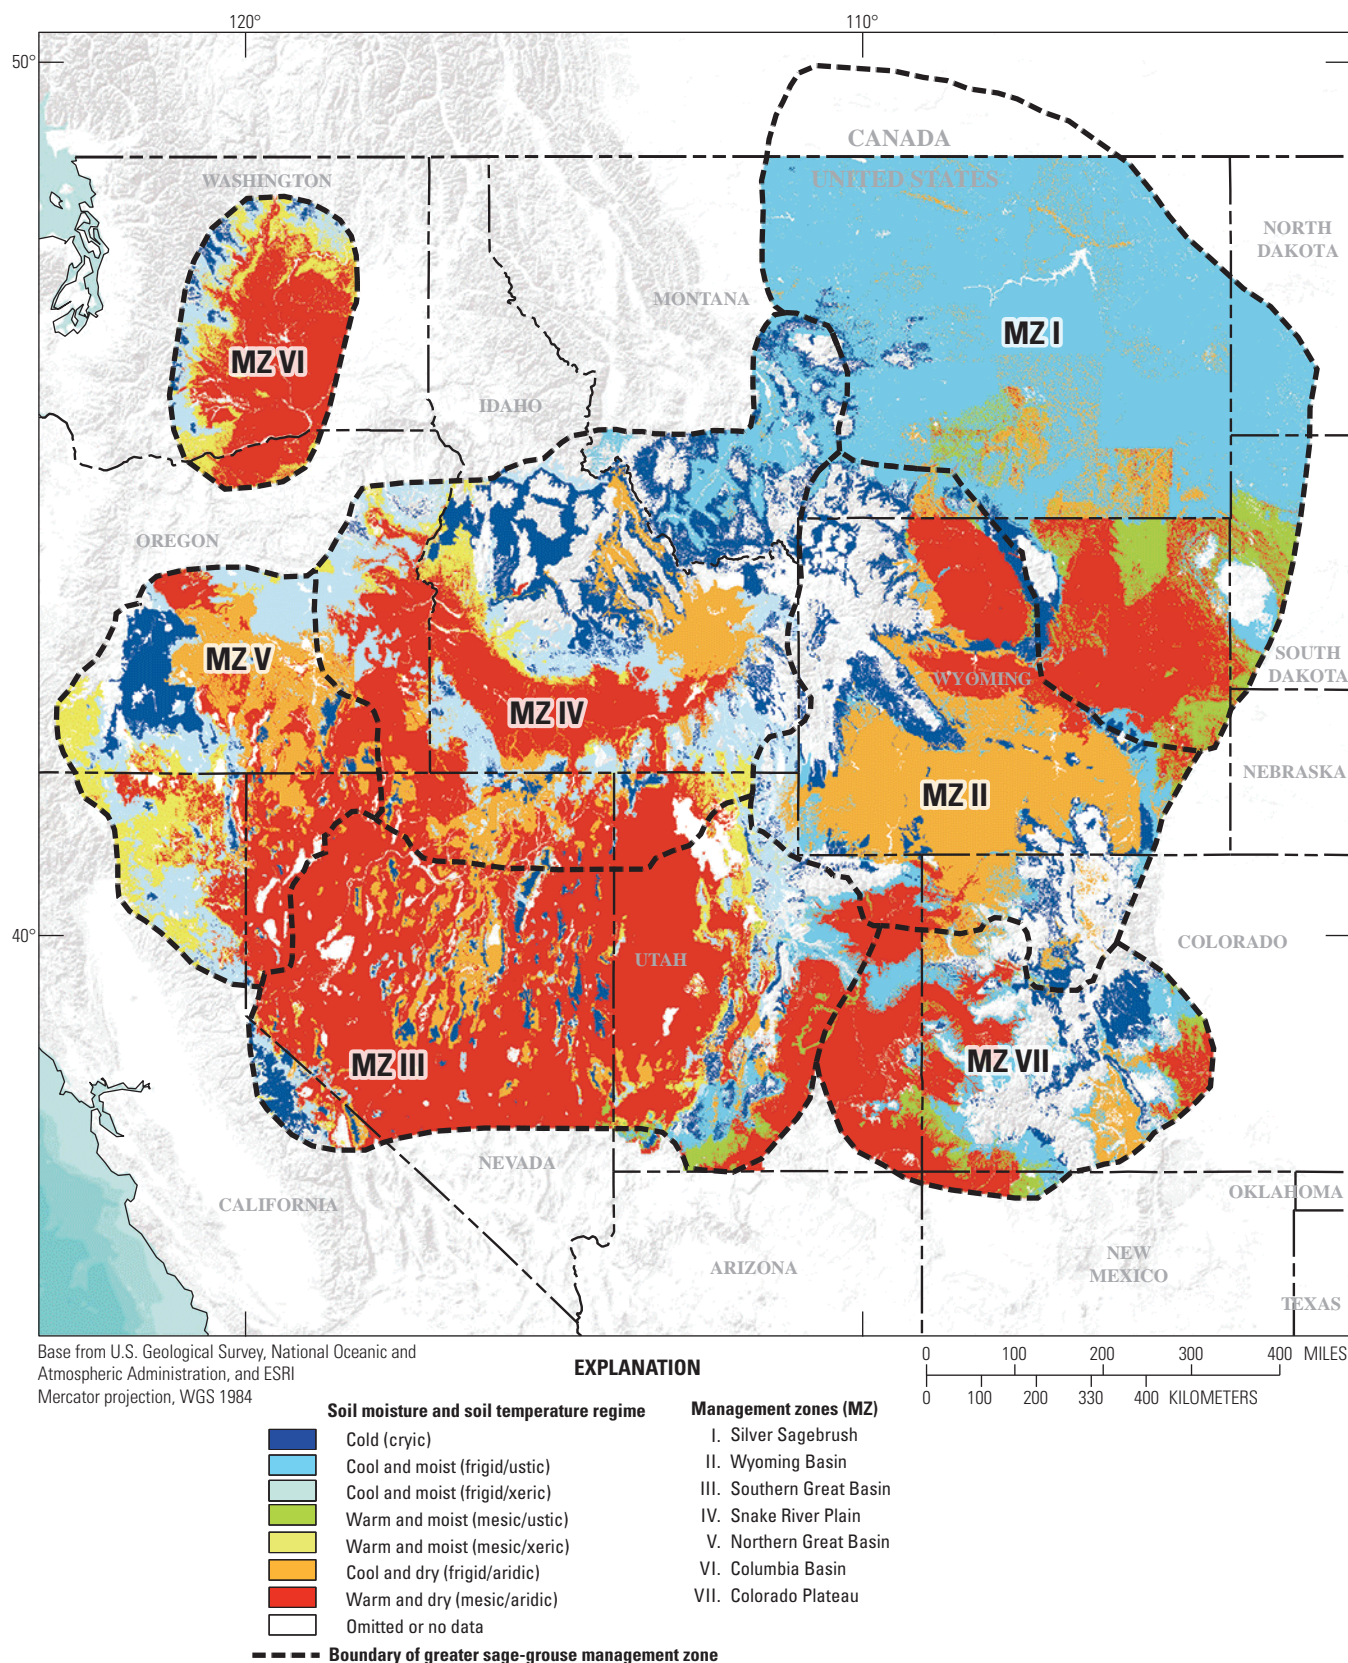 120°
110°
50°
CANADA
WASHINGTON
UNITED STATES
NORTH
DAKOTA
MONTANA
MZ I
MZ VI
IDAHO
OREGON
MZ V
SOUTH
DAKOTA
WYOMING
MZ IV
NEBRASKA
MZ II
40°
COLORADO
UTAH
MZ III
MZ VII
NEVADA
CALIFORNIA
OKLAHOMA
ARIZONA
NEW
MEXICO
TEXAS
Base from U.S. Geological Survey, National Oceanic and
Atmospheric Administration, and ESRI
Mercator projection, WGS 1984
0 100 200 300 400 MILES
0 100 200 330 400 KILOMETERS
EXPLANATION
Soil moisture and soil temperature regime
Cold (cryic)
Cool and moist (frigid/ustic)
Cool and moist (frigid/xeric)
Warm and moist (mesic/ustic)
Warm and moist (mesic/xeric)
Cool and dry (frigid/aridic)
Warm and dry (mesic/aridic)
Omitted or no data
Boundary of greater sage-grouse management zone
Management zones (MZ)
I. Silver Sagebrush
II. Wyoming Basin
III. Southern Great Basin
IV. Snake River Plain
V. Northern Great Basin
VI. Columbia Basin
VII. Colorado Plateau